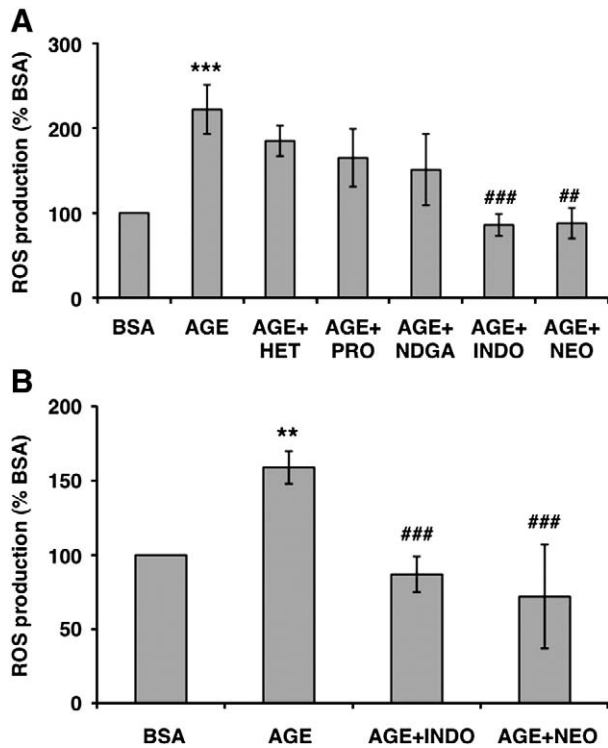 A
ROS production (% BSA)
300
200
100
0
***
###
##
BSA AGE AGE+ AGE+ AGE+ AGE+ AGE+
HET PRO NDGA INDO NEO
B
ROS production (% BSA)
200
150
100
50
0
**
###
###
BSA AGE AGE+INDO AGE+NEO